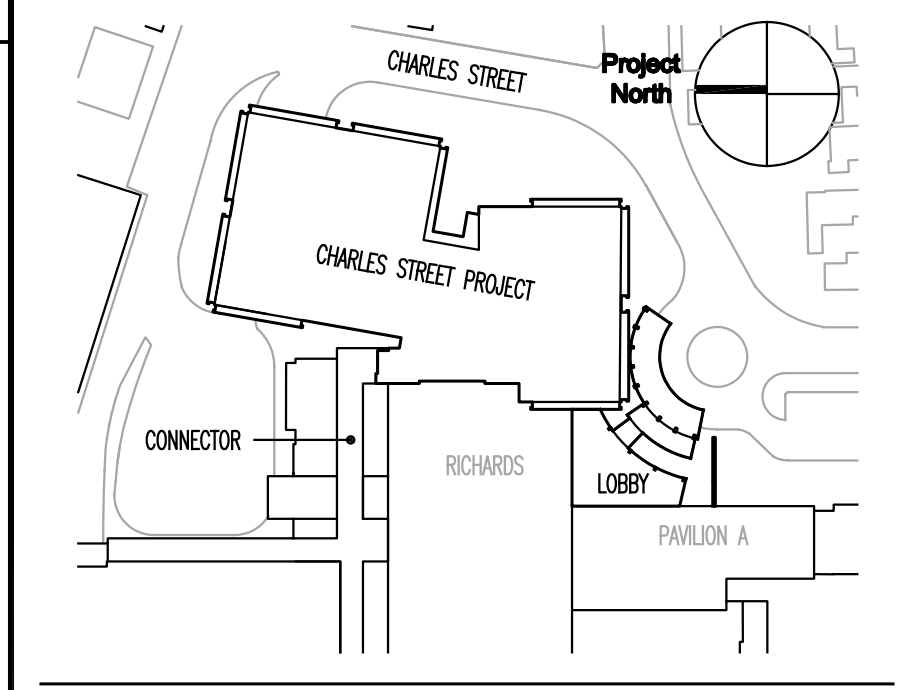 CHARLES STREET
Project
North
CHARLES STREET PROJECT
CONNECTOR
RICHARDS
LOBBY
PAVILION A